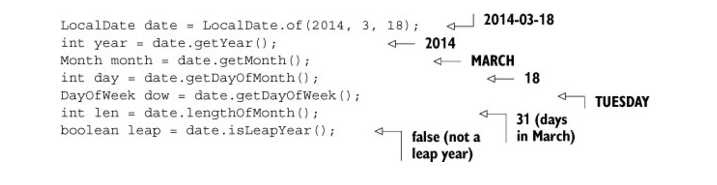 LocalDate date = LocalDate.of(2014, 3, 18); 2014-03-18
int year = date.getYear(); 2014
Month month = date.getMonth(); MARCH
int day = date.getDayOfMonth(); 18
DayOfWeek dow = date.getDayOfWeek(); TUESDAY
int len = date.lengthOfMonth(); 31 (days
in March)
boolean leap = date.isLeapYear(); false (not a
leap year)